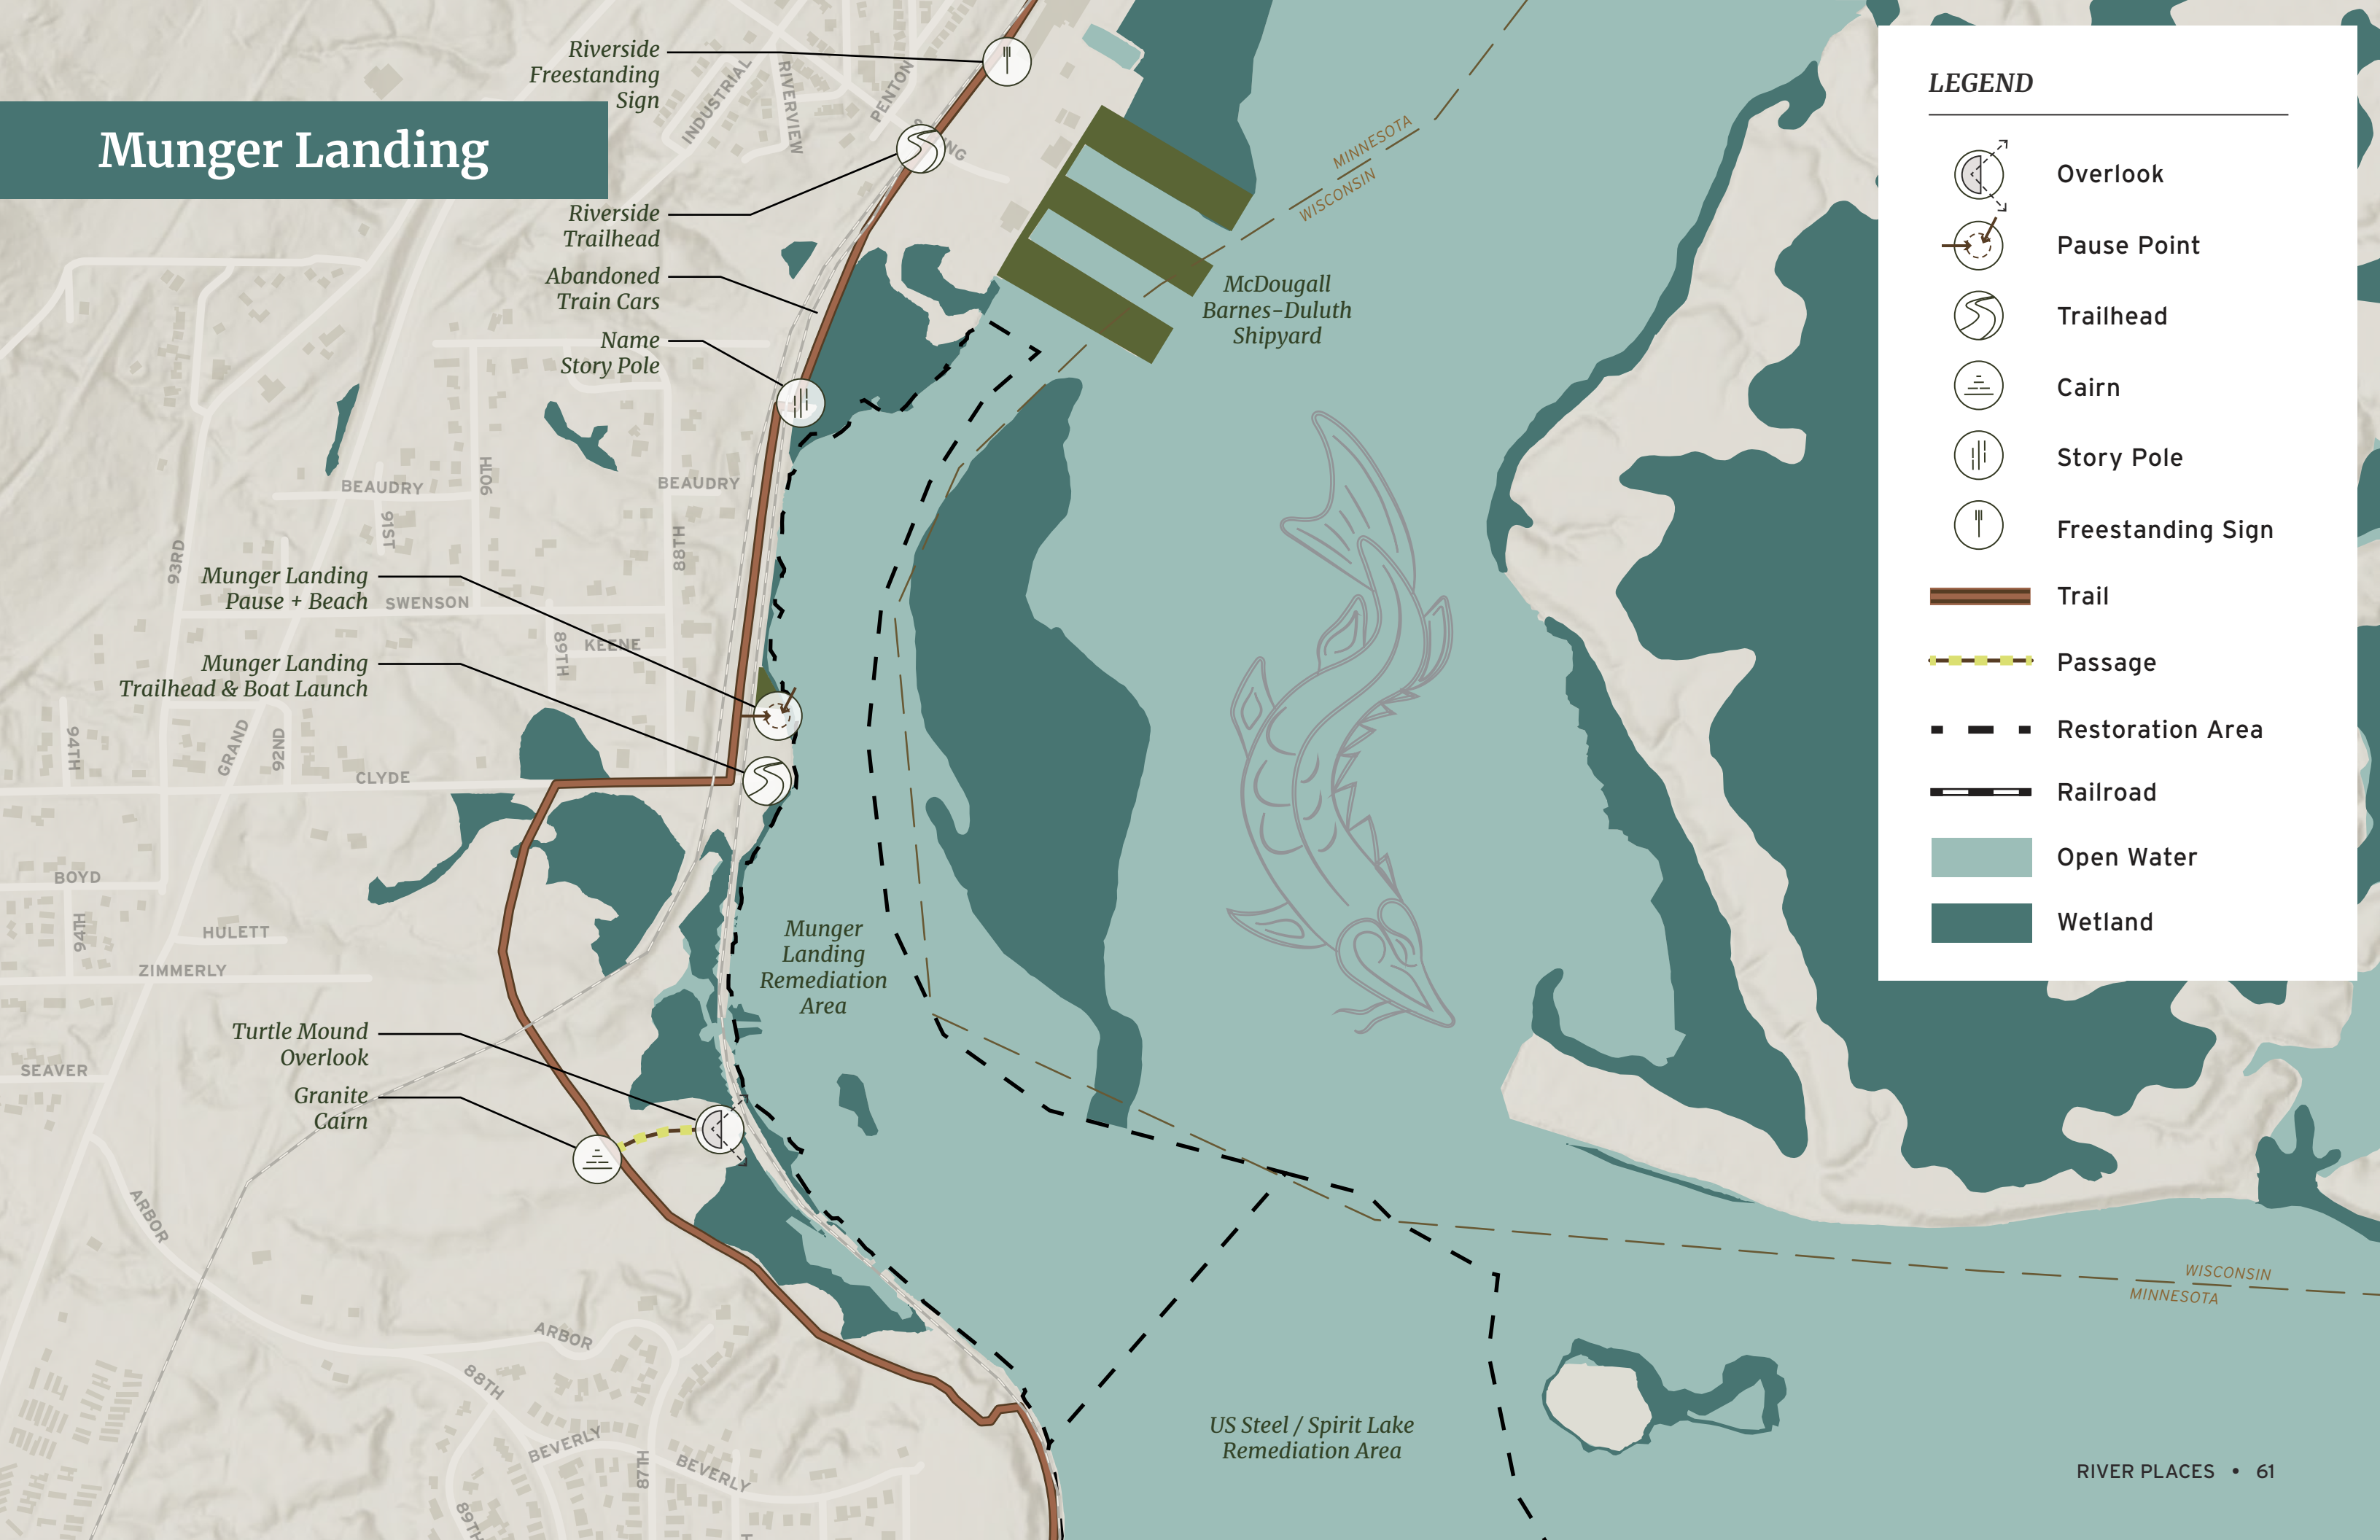 Munger Landing
Riverside
Freestanding
Sign
Riverside
Trailhead
Abandoned
Train Cars
Name
Story Pole
Munger Landing
Pause + Beach
Munger Landing
Trailhead & Boat Launch
Turtle Mound
Overlook
Granite
Cairn
McDougall
Barnes-Duluth
Shipyard
Munger
Landing
Remediation
Area
US Steel / Spirit Lake
Remediation Area
MINNESOTA
WISCONSIN
WISCONSIN
MINNESOTA
INDUSTRIAL
RIVERVIEW
PENTON
BEAUDRY
90TH
BEAUDRY
91ST
93RD
88TH
SWENSON
89TH
KEENE
94TH
GRAND
92ND
CLYDE
BOYD
94TH
HULETT
ZIMMERLY
SEAVER
ARBOR
ARBOR
88TH
BEVERLY
87TH
BEVERLY
89TH
LEGEND
Overlook
Pause Point
Trailhead
Cairn
Story Pole
Freestanding Sign
Trail
Passage
Restoration Area
Railroad
Open Water
Wetland
RIVER PLACES • 61